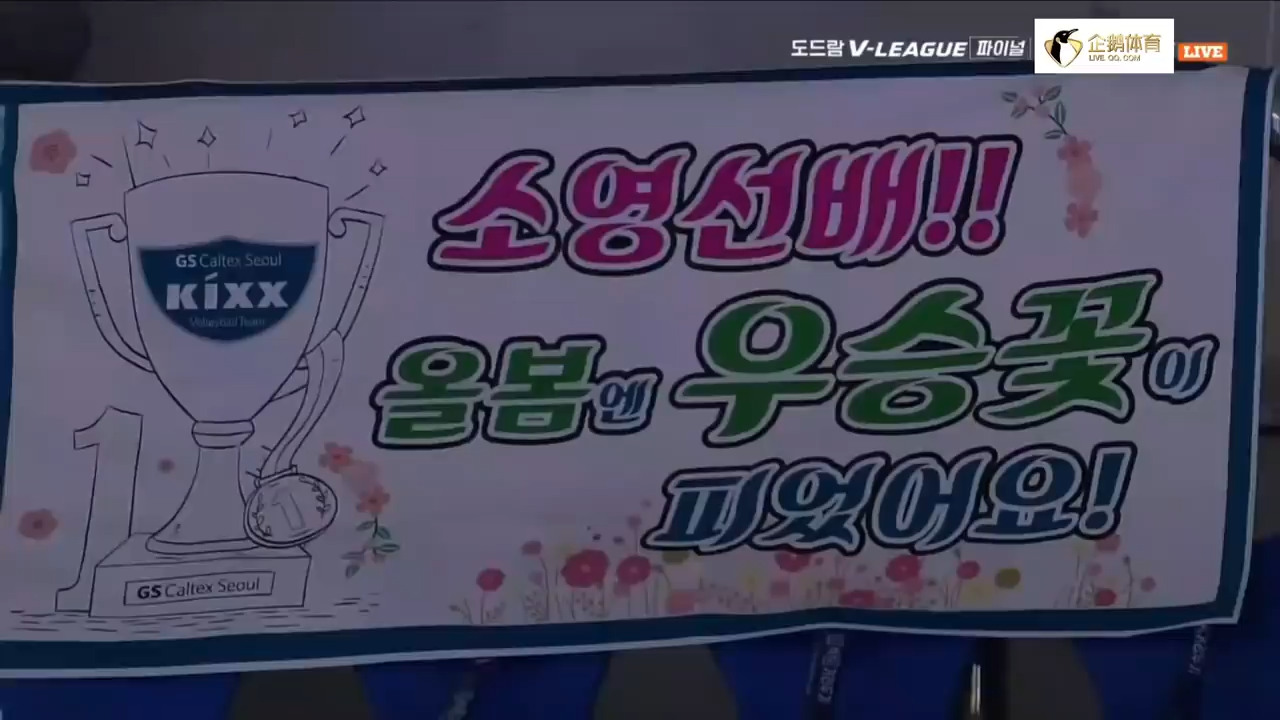 도드람 V-LEAGUE 파이널
企鹅体育
LIVE.QQ.COM
LIVE
소영선배!!
올봄엔 우승꽃이
피었어요!
GS Caltex Seoul
Kixx
Volleyball Team
1
1
GS Caltex Seoul